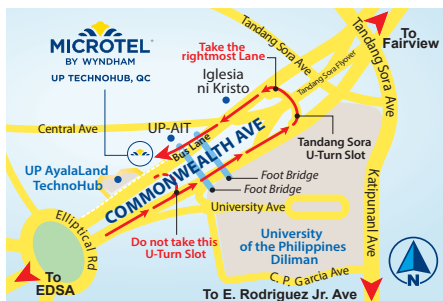 MICROTEL®
BY WYNDHAM
UP TECHNOHUB, QC
Take the
rightmost Lane
Tandang Sora Ave
Tandang Sora Flyover
Tandang Sora Ave
To
Fairview
Iglesia
ni Kristo
Central Ave
UP-AIT
Bus Lane
COMMONWEALTH AVE
Tandang Sora
U-Turn Slot
UP AyalaLand
TechnoHub
Foot Bridge
Foot Bridge
University Ave
Katipunanl Ave
Elliptical Rd
Do not take this
U-Turn Slot
University
of the Philippines
Diliman
C. P. Garcia Ave
N
To
EDSA
To E. Rodriguez Jr. Ave